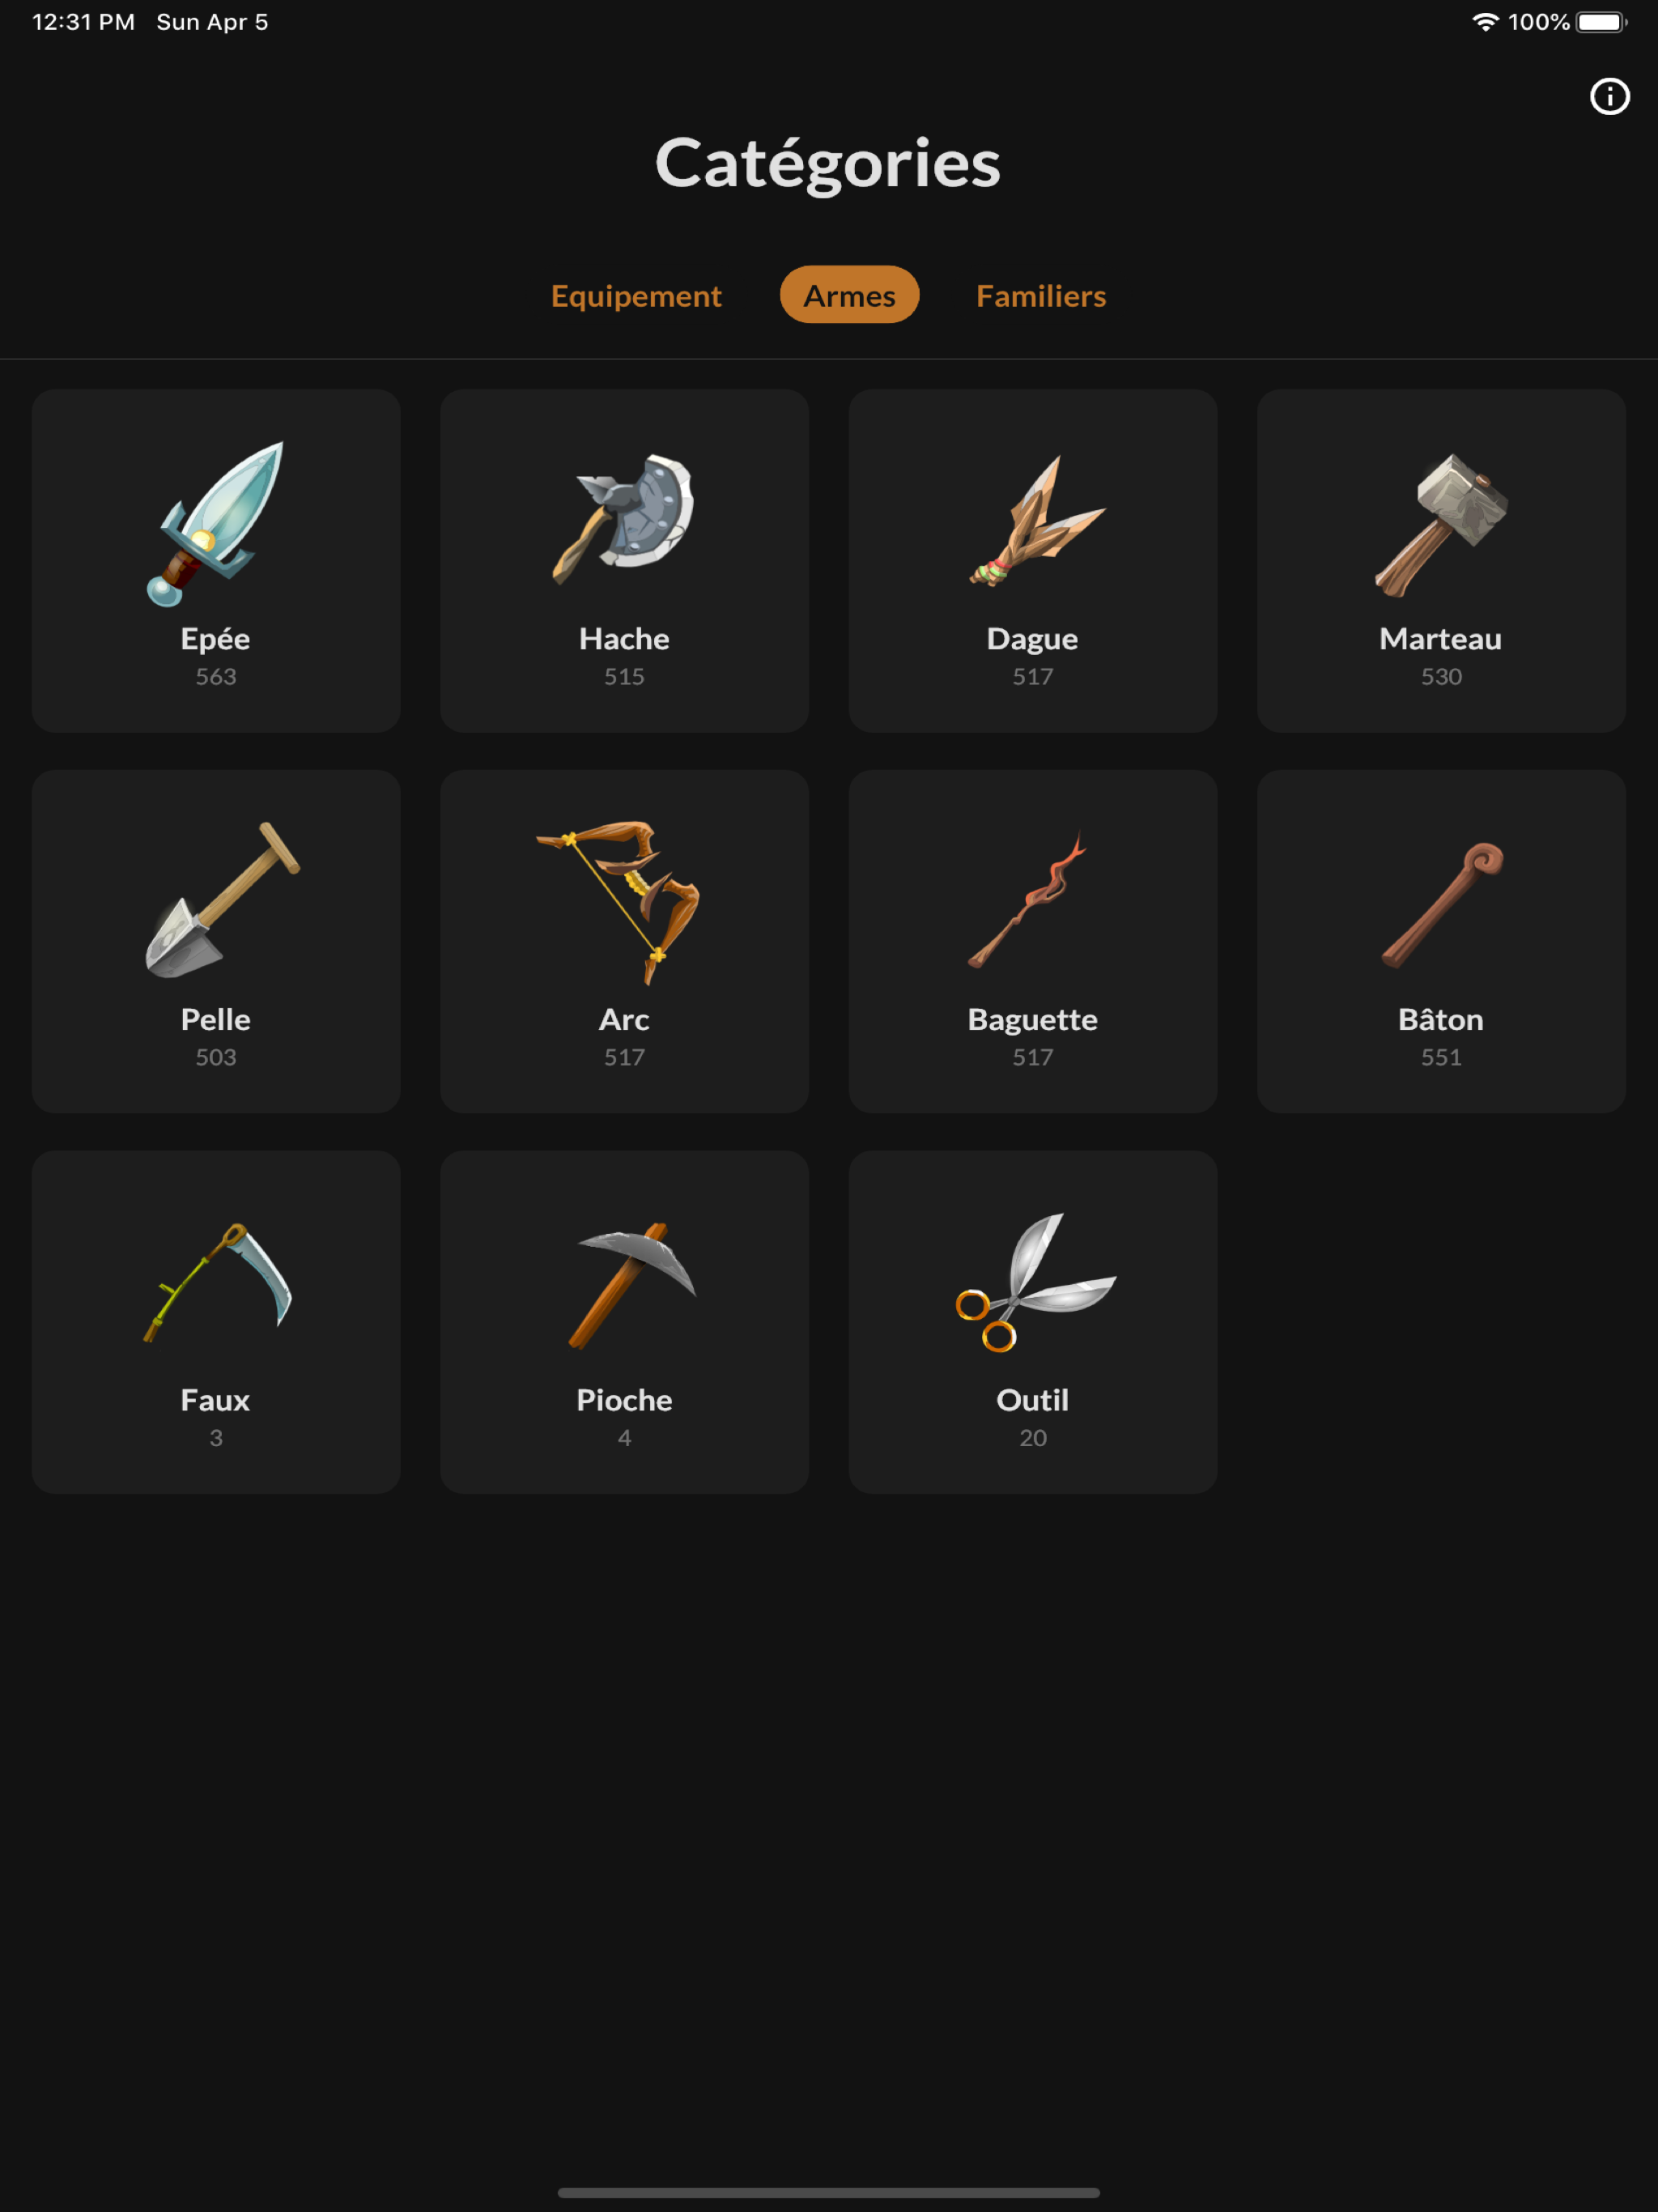 12:31 PM Sun Apr 5 100%
Catégories
Equipement Armes Familiers
Epée
563
Hache
515
Dague
517
Marteau
530
Pelle
503
Arc
517
Baguette
517
Bâton
551
Faux
3
Pioche
4
Outil
20